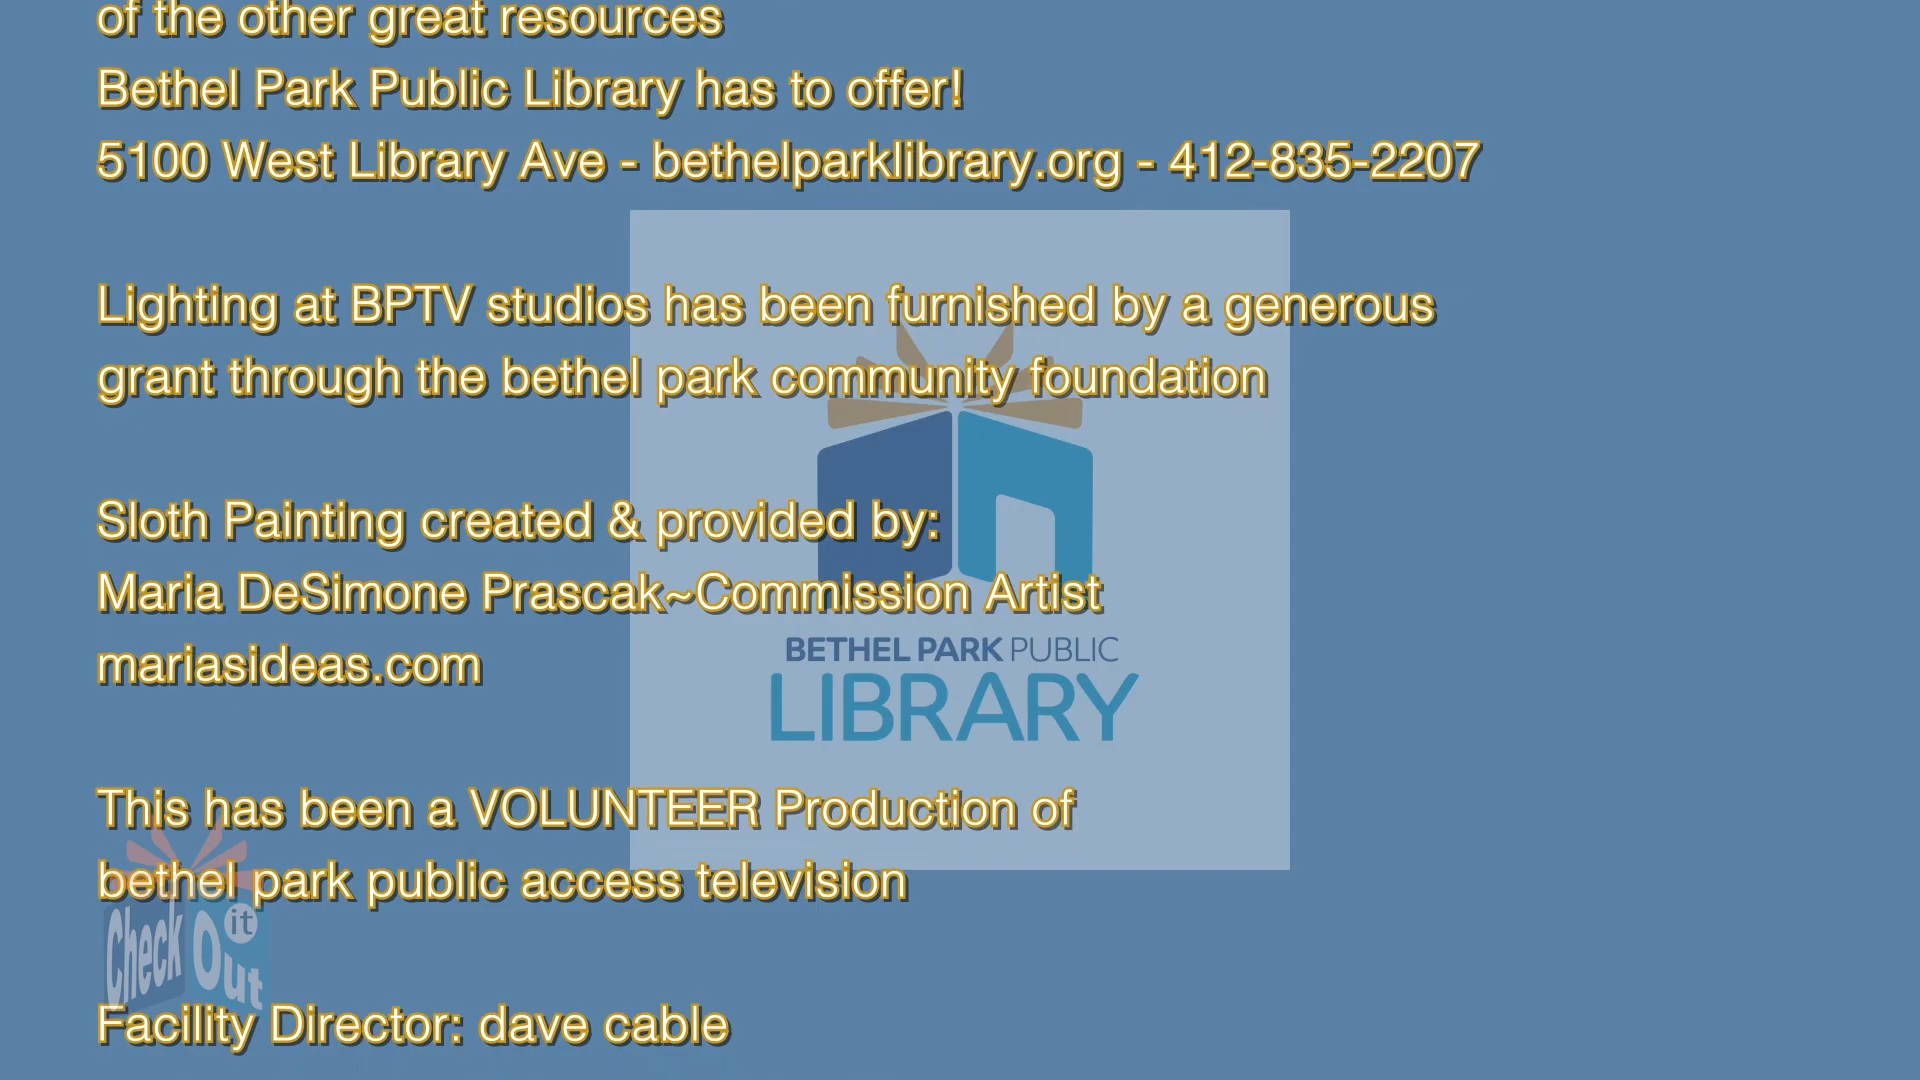 of the other great resources
Bethel Park Public Library has to offer!
5100 West Library Ave - bethelparklibrary.org - 412-835-2207
Lighting at BPTV studios has been furnished by a generous
grant through the bethel park community foundation
Sloth Painting created & provided by:
Maria DeSimone Prascak~Commission Artist
mariasideas.com
BETHEL PARK PUBLIC
LIBRARY
This has been a VOLUNTEER Production of
bethel park public access television
Check it Out
Facility Director: dave cable